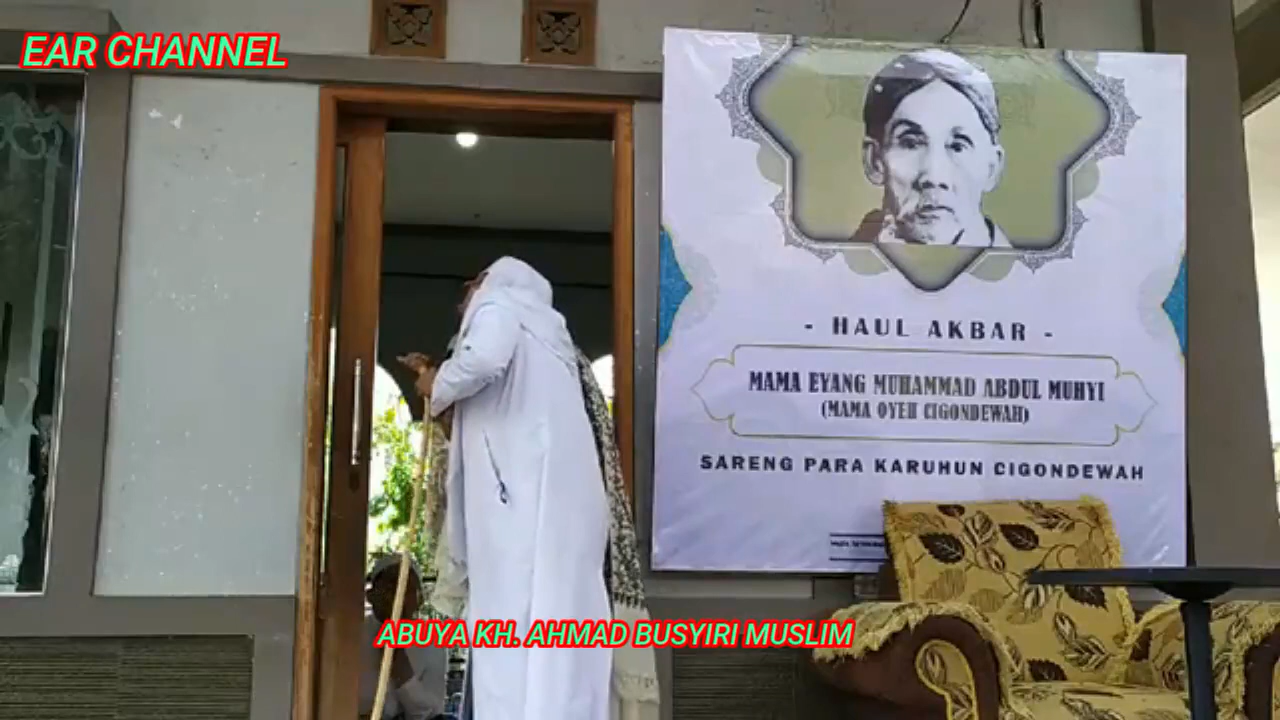 EAR CHANNEL
- HAUL AKBAR -
MAMA EYANG MUHAMMAD ABDUL MUHYI
(MAMA OYEH CIGONDEWAH)
SARENG PARA KARUHUN CIGONDEWAH
ABUYA KH. AHMAD BUSYIRI MUSLIM